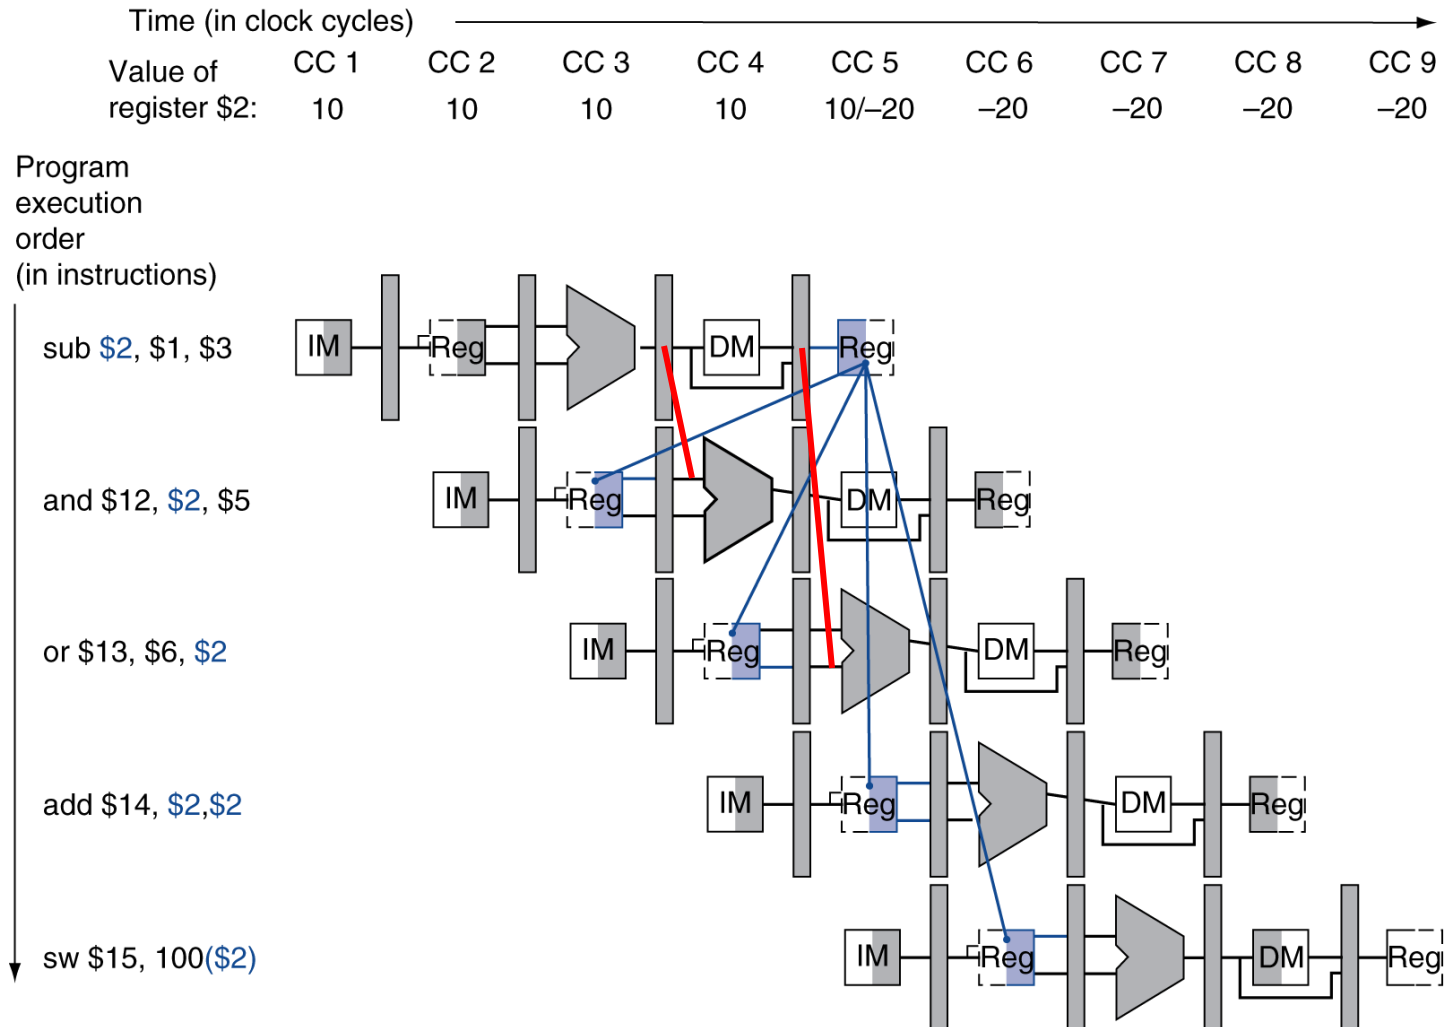 Time (in clock cycles)
Value of register $2:
CC 1 CC 2 CC 3 CC 4 CC 5 CC 6 CC 7 CC 8 CC 9
10 10 10 10 10/–20 –20 –20 –20 –20
Program
execution
order
(in instructions)
sub $2, $1, $3
IM Reg DM Reg
and $12, $2, $5
IM Reg DM Reg
or $13, $6, $2
IM Reg DM Reg
add $14, $2,$2
IM Reg DM Reg
sw $15, 100($2)
IM Reg DM Reg